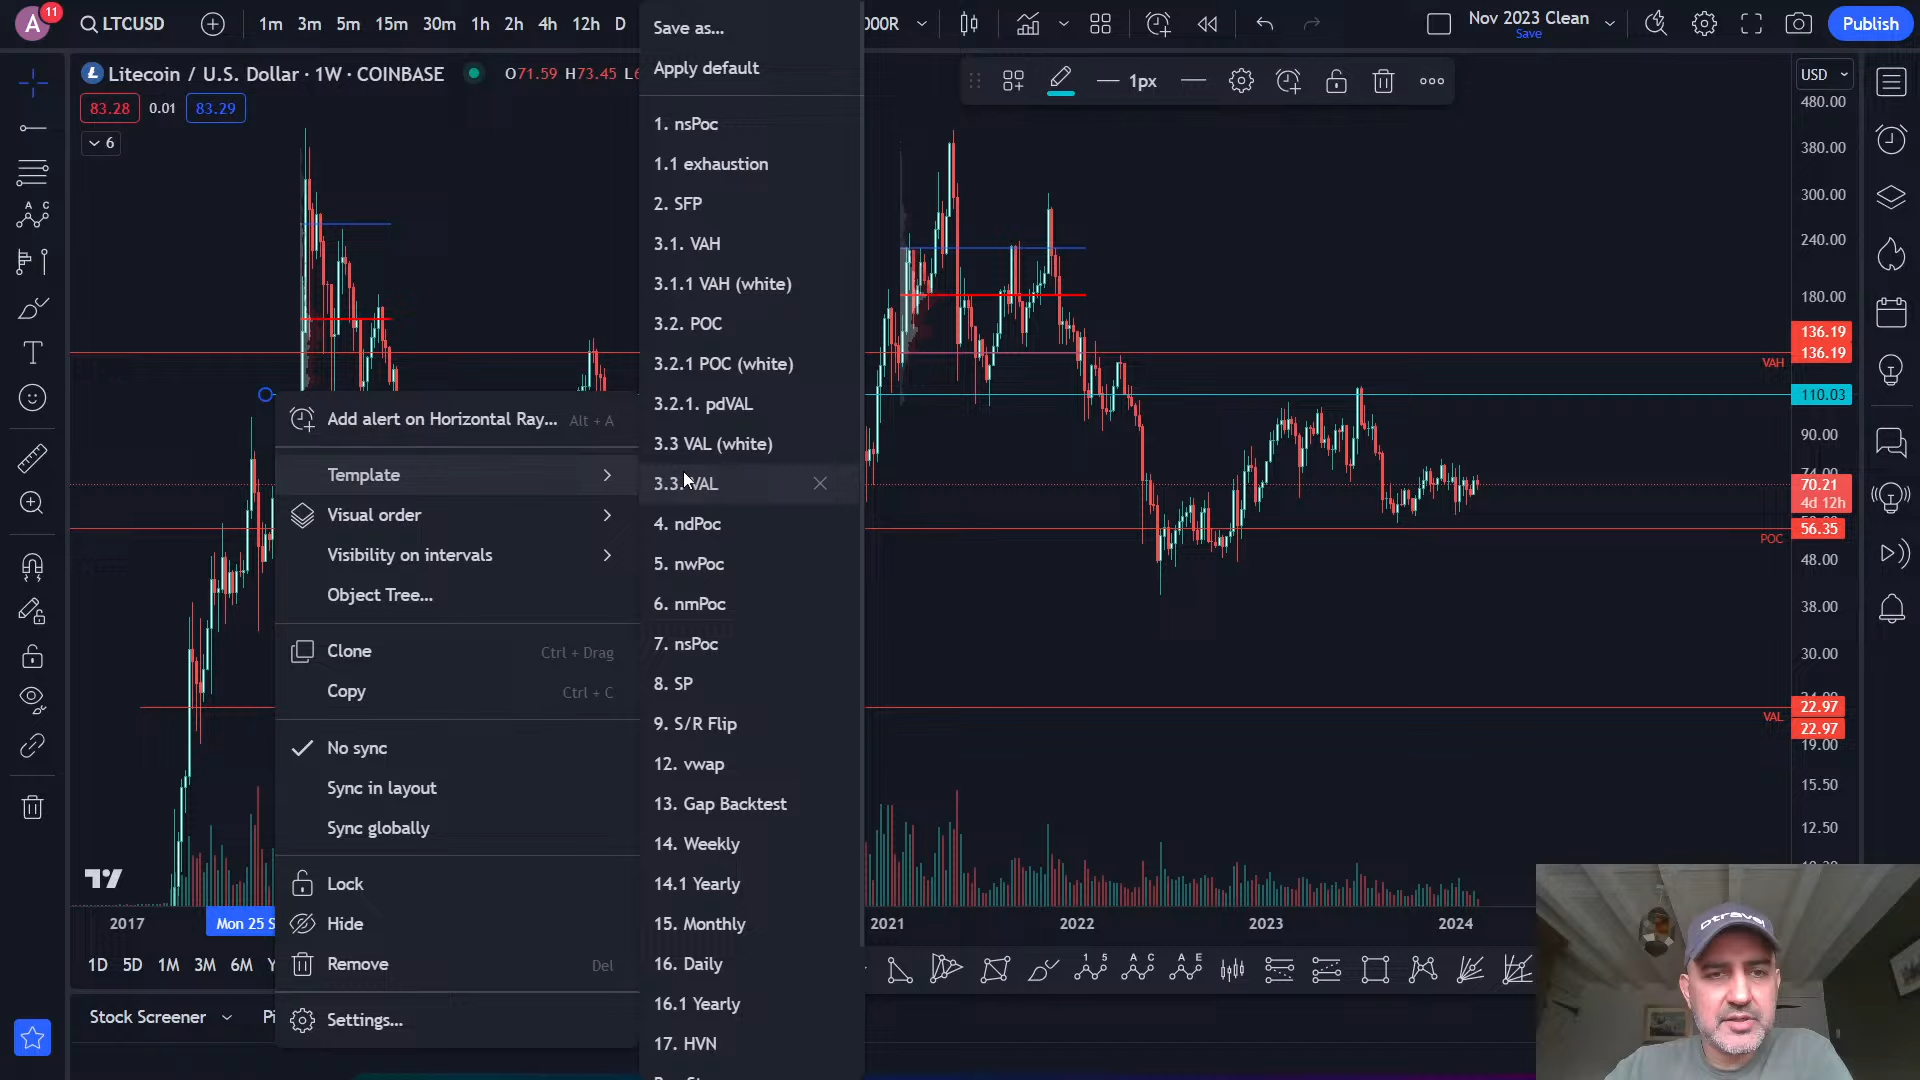 A
11
LTCUSD
1m 3m 5m 15m 30m 1h 2h 4h 12h D
000R
Nov 2023 Clean
Save
Publish
Litecoin / U.S. Dollar · 1W · COINBASE
O71.59 H73.45 L6
83.28 0.01 83.29
6
1px
USD
Save as...
Apply default
1. nsPoc
1.1 exhaustion
2. SFP
3.1. VAH
3.1.1 VAH (white)
3.2. POC
3.2.1 POC (white)
3.2.1. pdVAL
3.3 VAL (white)
3.3. VAL
4. ndPoc
5. nwPoc
6. nmPoc
7. nsPoc
8. SP
9. S/R Flip
12. vwap
13. Gap Backtest
14. Weekly
14.1 Yearly
15. Monthly
16. Daily
16.1 Yearly
17. HVN
Add alert on Horizontal Ray... Alt + A
Template
Visual order
Visibility on intervals
Object Tree...
Clone Ctrl + Drag
Copy Ctrl + C
No sync
Sync in layout
Sync globally
Lock
Hide
Remove Del
Settings...
480.00
380.00
300.00
240.00
180.00
136.19
VAH 136.19
110.03
90.00
74.00
70.21
4d 12h
56.35
POC
48.00
38.00
30.00
24.00
22.97
VAL
22.97
19.00
15.50
12.50
2017 Mon 25 S 2021 2022 2023 2024
1D 5D 1M 3M 6M Y
Stock Screener Pi
ptravel